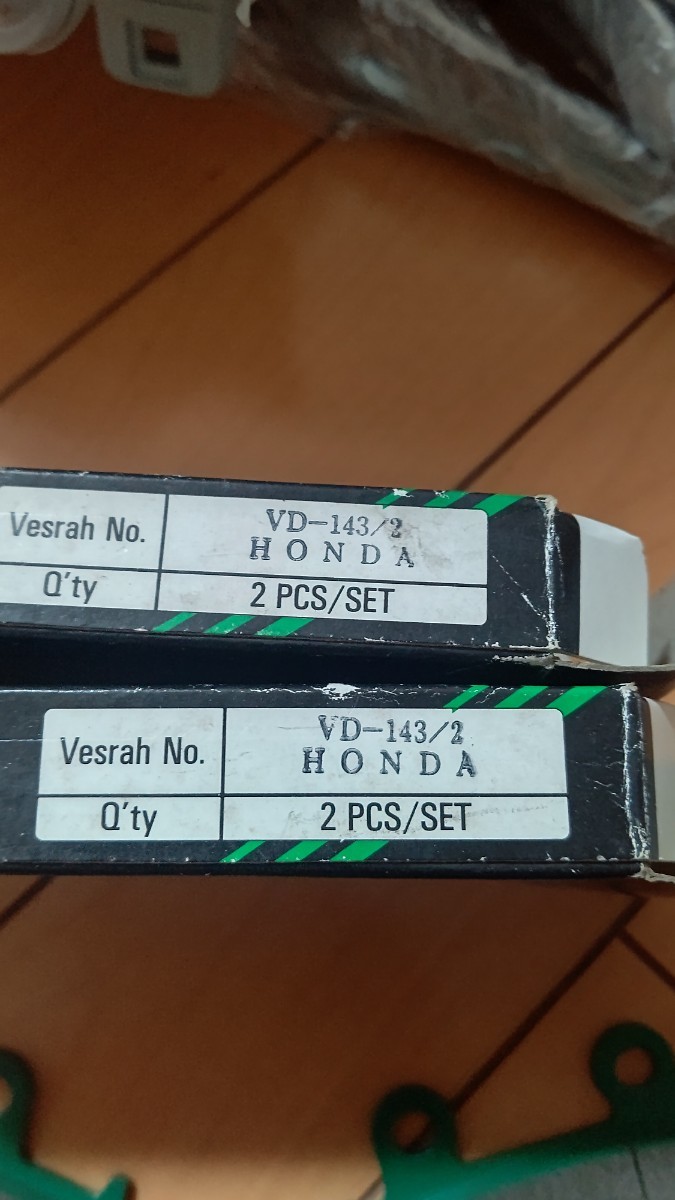 Vesrah No.
VD-143/2
HONDA
Q'ty
2 PCS/SET
Vesrah No.
VD-143/2
HONDA
Q'ty
2 PCS/SET